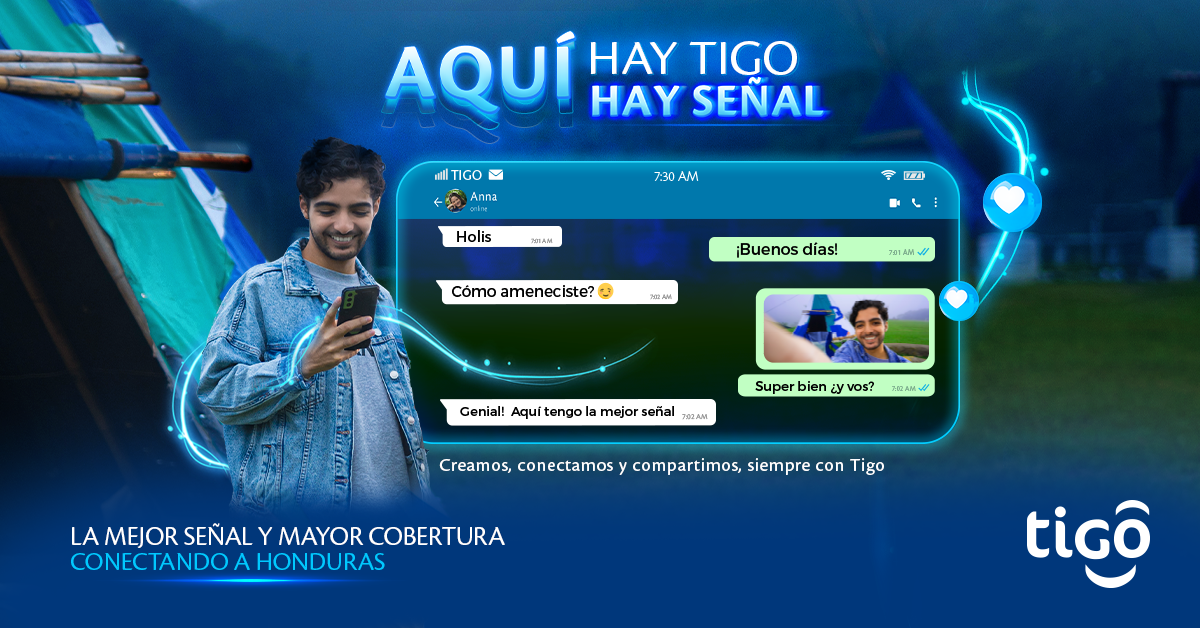 AQUÍ HAY TIGO
HAY SEÑAL
TIGO
7:30 AM
Anna
online
Holis
7:01 AM
¡Buenos días!
7:01 AM
Cómo ameneciste?😏
7:02 AM
Super bien ¿y vos?
7:02 AM
Genial! Aquí tengo la mejor señal
7:02 AM
Creamos, conectamos y compartimos, siempre con Tigo
LA MEJOR SEÑAL Y MAYOR COBERTURA
CONECTANDO A HONDURAS
tigo